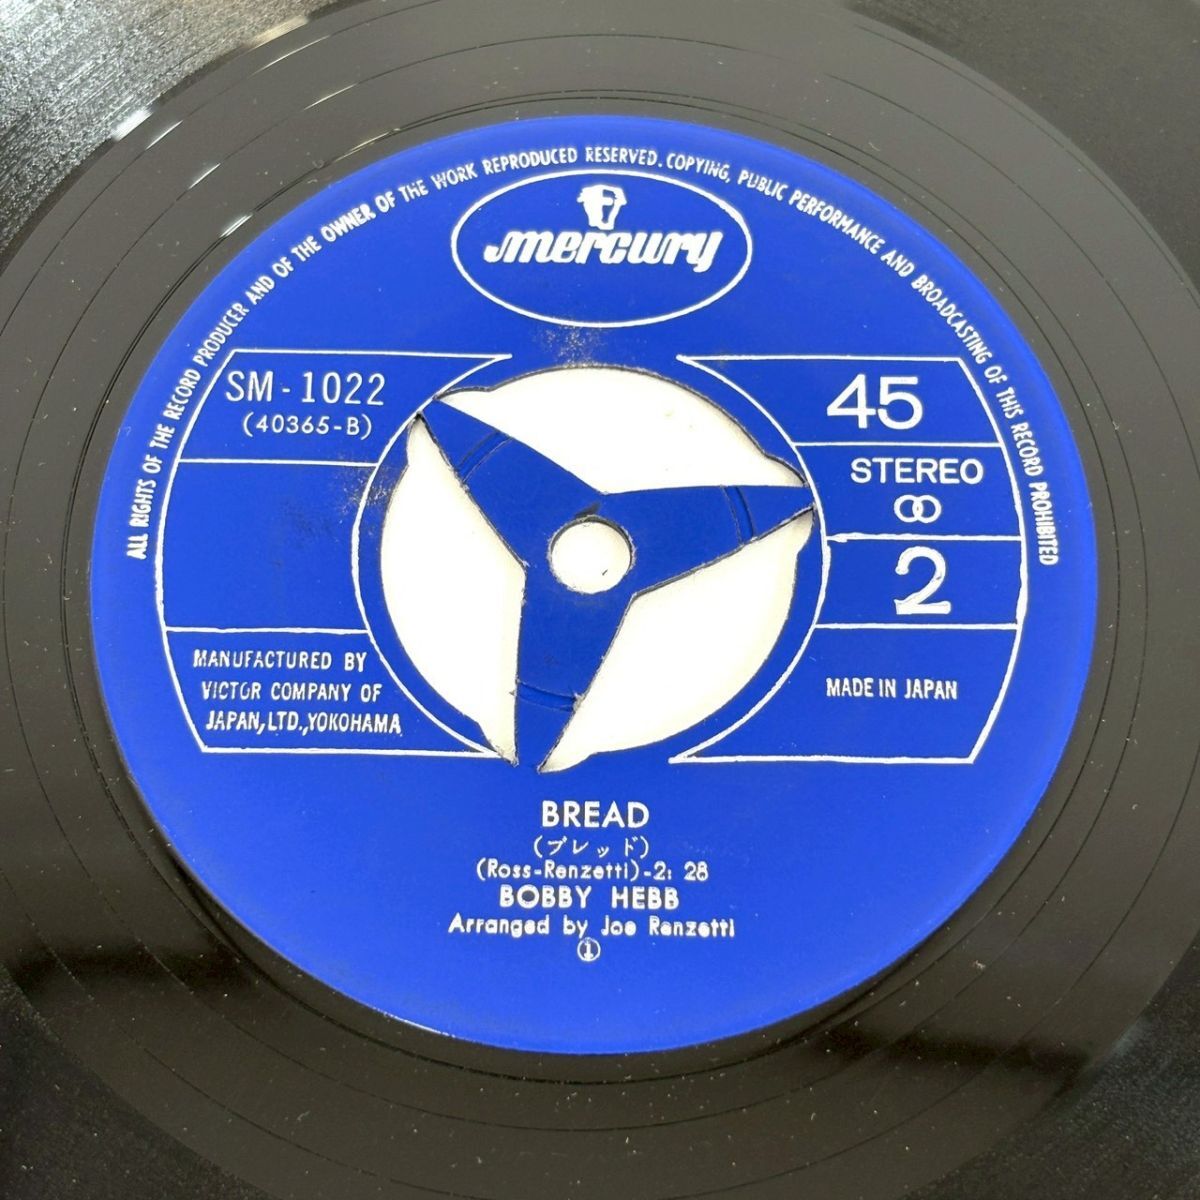 ALL RIGHTS OF THE RECORD PRODUCER AND OF THE OWNER OF THE WORK REPRODUCED RESERVED. COPYING, PUBLIC PERFORMANCE AND BROADCASTING OF THIS RECORD PROHIBITED
mercury
SM-1022
(40365-B)
45
STEREO
2
MANUFACTURED BY
VICTOR COMPANY OF
JAPAN, LTD., YOKOHAMA
MADE IN JAPAN
BREAD
(ブレッド)
(Ross-Renzetti)-2: 28
BOBBY HEBB
Arranged by Joe Renzetti
①